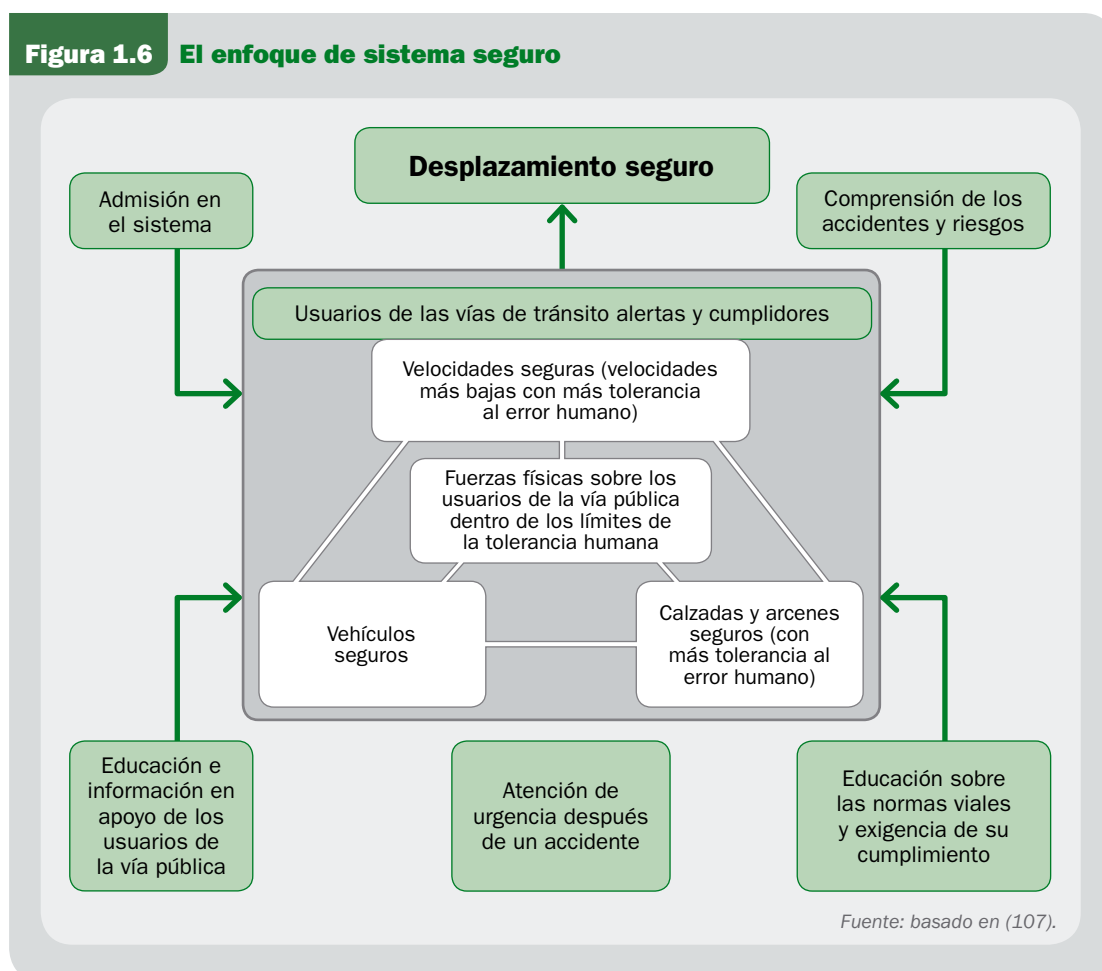 Figura 1.6 El enfoque de sistema seguro
Desplazamiento seguro
Admisión en
el sistema
Comprensión de los
accidentes y riesgos
Usuarios de las vías de tránsito alertas y cumplidores
Velocidades seguras (velocidades
más bajas con más tolerancia
al error humano)
Fuerzas físicas sobre los
usuarios de la vía pública
dentro de los límites de
la tolerancia humana
Vehículos
seguros
Calzadas y arcenes
seguros (con
más tolerancia al
error humano)
Educación e
información en
apoyo de los
usuarios de
la vía pública
Atención de
urgencia después
de un accidente
Educación sobre
las normas viales
y exigencia de su
cumplimiento
Fuente: basado en (107).